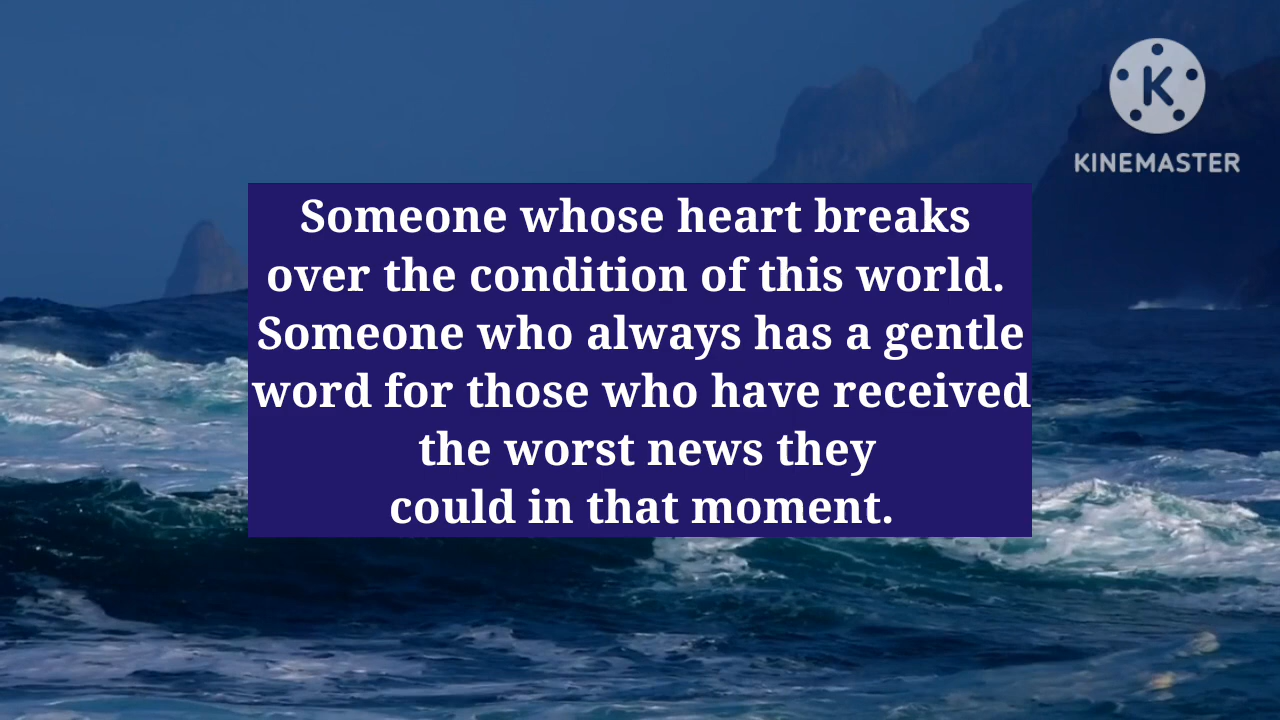 KINEMASTER
Someone whose heart breaks
over the condition of this world.
Someone who always has a gentle
word for those who have received
the worst news they
could in that moment.